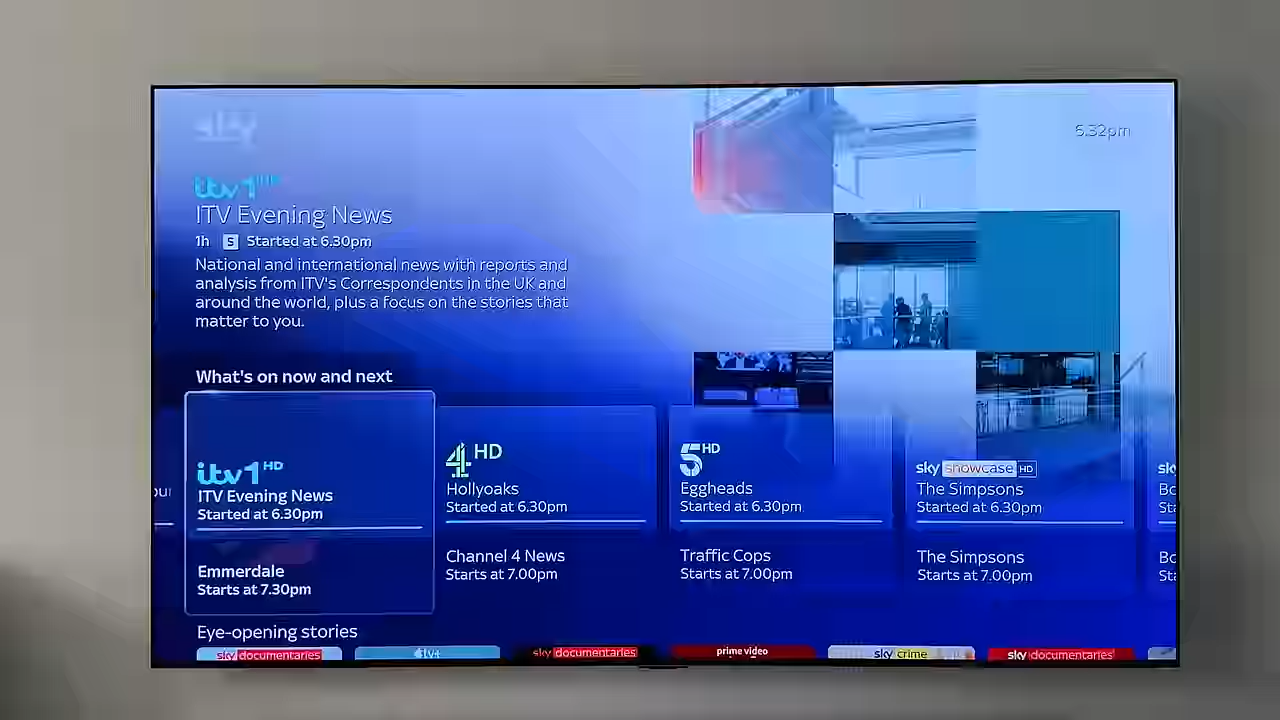 sky
6.32pm
itv1 HD
ITV Evening News
1h S Started at 6.30pm
National and international news with reports and
analysis from ITV's Correspondents in the UK and
around the world, plus a focus on the stories that
matter to you.
What's on now and next
itv1 HD
ITV Evening News
Started at 6.30pm
Emmerdale
Starts at 7.30pm
4 HD
Hollyoaks
Started at 6.30pm
Channel 4 News
Starts at 7.00pm
5 HD
Eggheads
Started at 6.30pm
Traffic Cops
Starts at 7.00pm
sky showcase HD
The Simpsons
Started at 6.30pm
The Simpsons
Starts at 7.00pm
Eye-opening stories
sky documentaries
tv+
sky documentaries
prime video
sky crime
sky documentaries